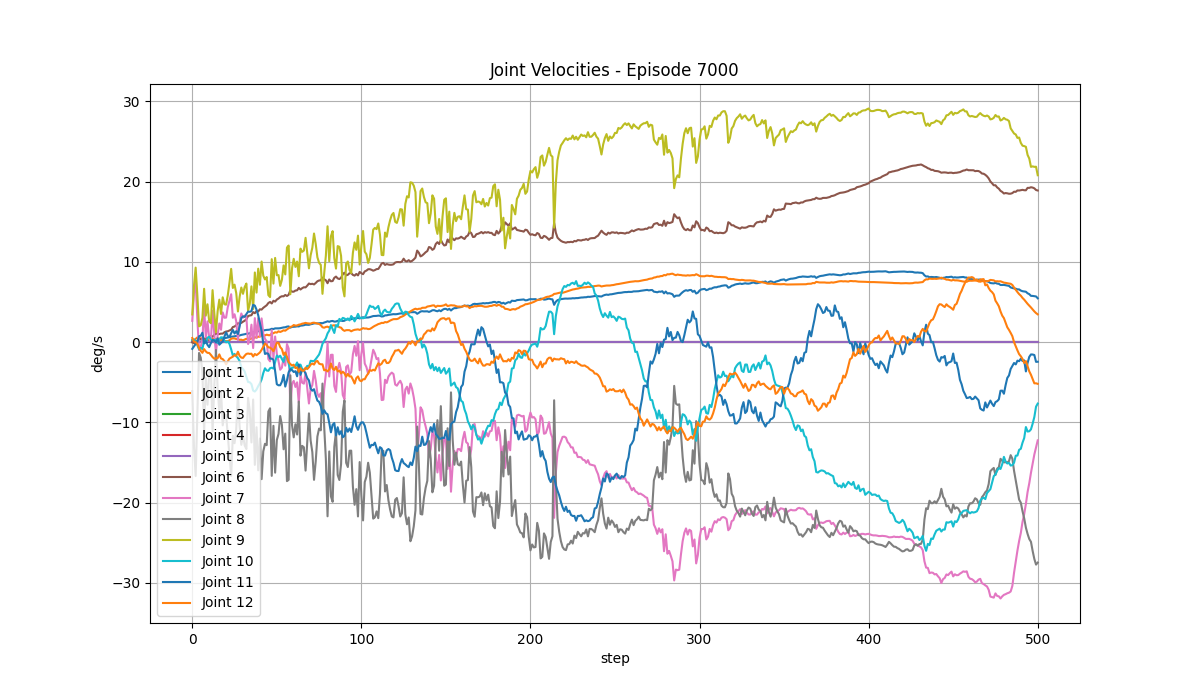 Joint Velocities - Episode 7000
deg/s
30
20
10
0
−10
−20
−30
Joint 1
Joint 2
Joint 3
Joint 4
Joint 5
Joint 6
Joint 7
Joint 8
Joint 9
Joint 10
Joint 11
Joint 12
0 100 200 300 400 500
step